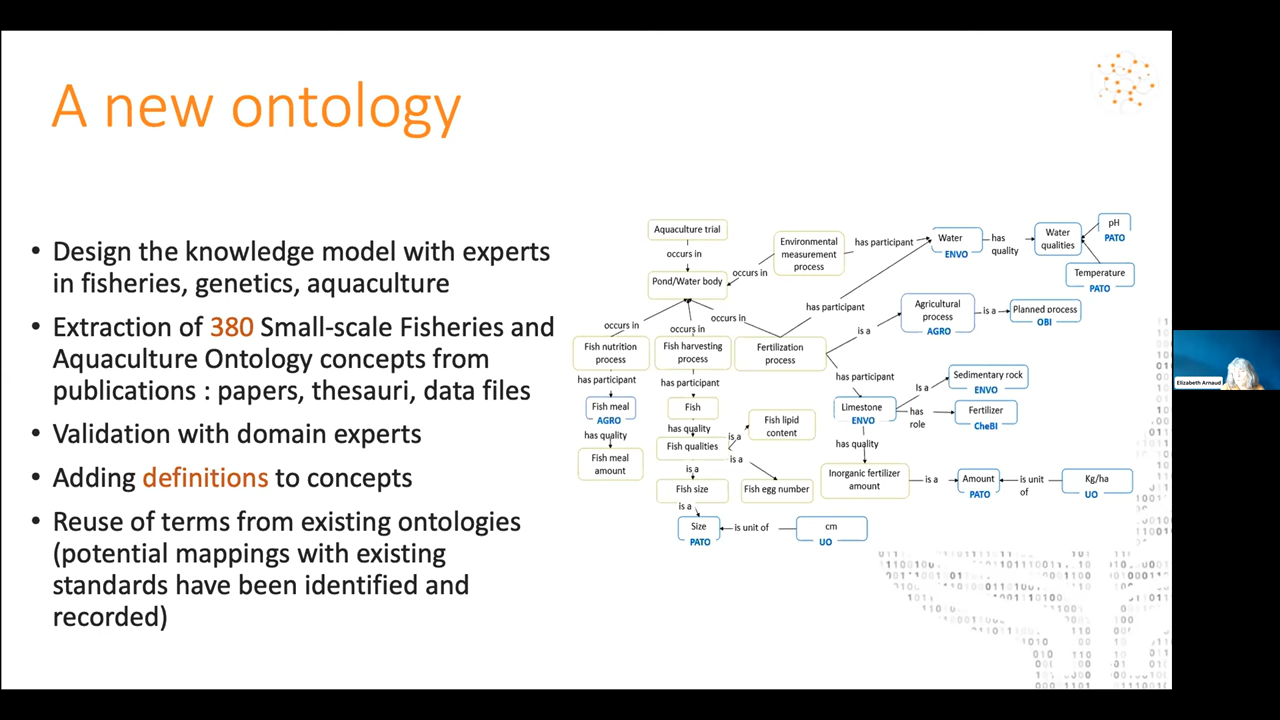 A new ontology
• Design the knowledge model with experts
in fisheries, genetics, aquaculture
• Extraction of 380 Small-scale Fisheries and
Aquaculture Ontology concepts from
publications : papers, thesauri, data files
• Validation with domain experts
• Adding definitions to concepts
• Reuse of terms from existing ontologies
(potential mappings with existing
standards have been identified and
recorded)
Aquaculture trial
occurs in
Pond/Water body
Environmental
measurement
process
occurs in
has participant
Water
ENVO
has
quality
Water
qualities
pH
PATO
Temperature
PATO
occurs in
occurs in
occurs in
has participant
Fish nutrition
process
Fish harvesting
process
Fertilization
process
is a
Agricultural
process
AGRO
is a
Planned process
OBI
has participant
Fish meal
AGRO
has quality
Fish meal
amount
has participant
Fish
has quality
Fish qualities
is a
Fish lipid
content
is a
Fish egg number
is a
Fish size
is a
Size
PATO
is unit of
cm
UO
has participant
Limestone
ENVO
Is a
Sedimentary rock
ENVO
has
role
Fertilizer
CheBI
has quality
Inorganic fertilizer
amount
is a
Amount
PATO
is unit
of
Kg/ha
UO
Elizabeth Arnaud